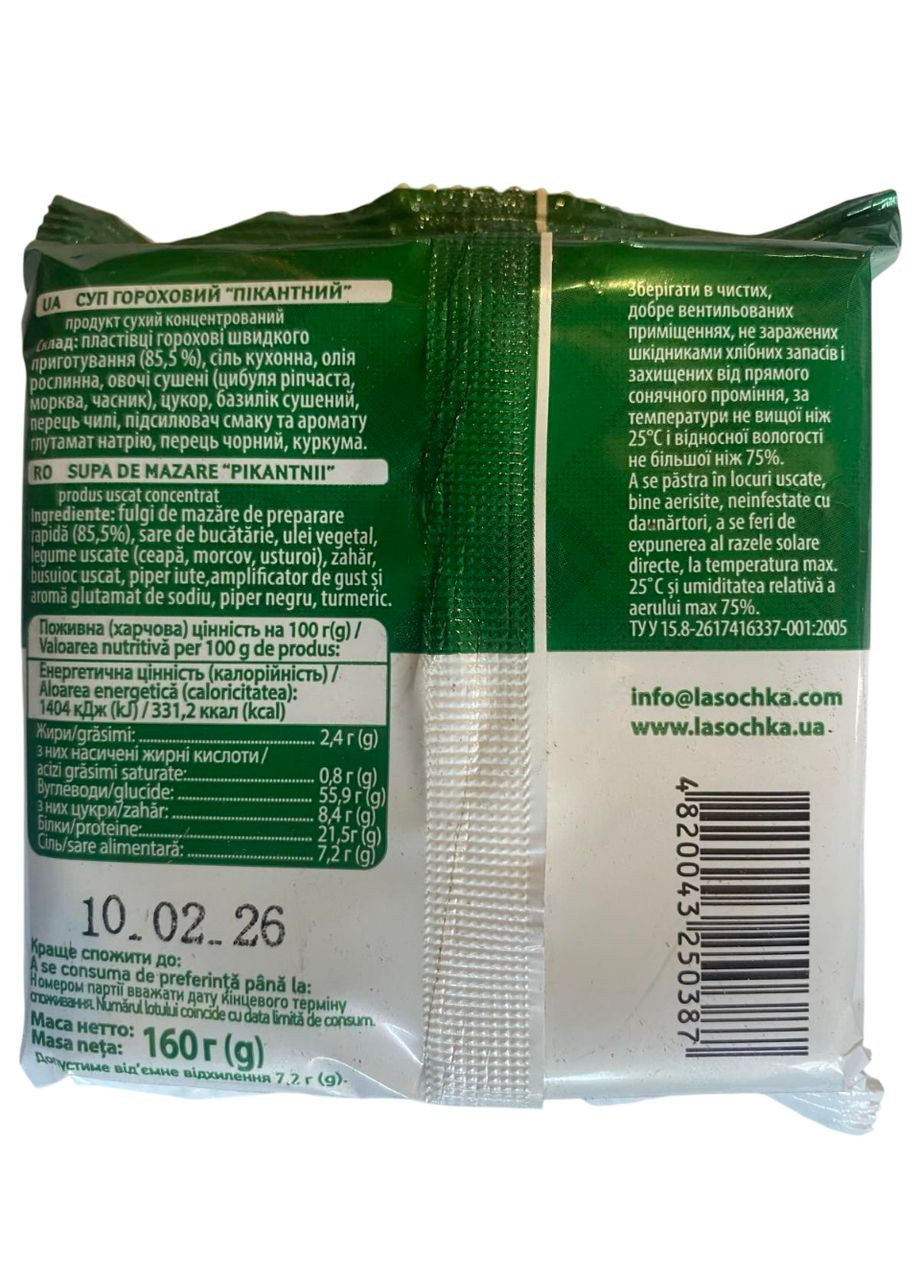 UA СУП ГОРОХОВИЙ "ПІКАНТНИЙ"
продукт сухий концентрований
Склад: пластівці горохові швидкого
приготування (85,5 %), сіль кухонна, олія
рослинна, овочі сушені (цибуля ріпчаста,
морква, часник), цукор, базилік сушений,
перець чилі, підсилювач смаку та аромату
глутамат натрію, перець чорний, куркума.
RO SUPA DE MAZARE "PIKANTNII"
produs uscat concentrat
Ingrediente: fulgi de mazăre de preparare
rapidă (85,5%), sare de bucătărie, ulei vegetal,
legume uscate (ceapă, morcov, usturoi), zahăr,
busuioc uscat, piper iute,amplificator de gust și
aromă glutamat de sodiu, piper negru, turmeric.
Поживна (харчова) цінність на 100 г(g) /
Valoarea nutritivă per 100 g de produs:
Енергетична цінність (калорійність) /
Aloarea energetică (caloricitatea):
1404 кДж (kJ) / 331,2 ккал (kcal)
Жири/grăsimi: 2,4 г (g)
з них насичені жирні кислоти/
acizi grăsimi saturate: 0,8 г (g)
Вуглеводи/glucide: 55,9 г (g)
з них цукри/zahăr: 8,4 г (g)
Білки/proteine: 21,5г (g)
Сіль/sare alimentară: 7,2 г (g)
10.02.26
Краще спожити до:
A se consuma de preferință până la:
Номером партії вважати дату кінцевого терміну
споживання. Numărul lotului coincide cu data limită de consum.
Маса нетто:
Masa neța: 160 г (g)
Допустиме від'ємне відхилення 7,2 г (g).
Зберігати в чистих,
добре вентильованих
приміщеннях, не заражених
шкідниками хлібних запасів і
захищених від прямого
сонячного проміння, за
температури не вищої ніж
25°C і відносної вологості
не більшої ніж 75%.
A se păstra în locuri uscate,
bine aerisite, neinfestate cu
daunărtori, a se feri de
expunerea al razele solare
directe, la temperatura max.
25°C și umiditatea relativă a
aerului max 75%.
ТУ У 15.8-2617416337-001:2005
info@lasochka.com
www.lasochka.ua
4820043250387